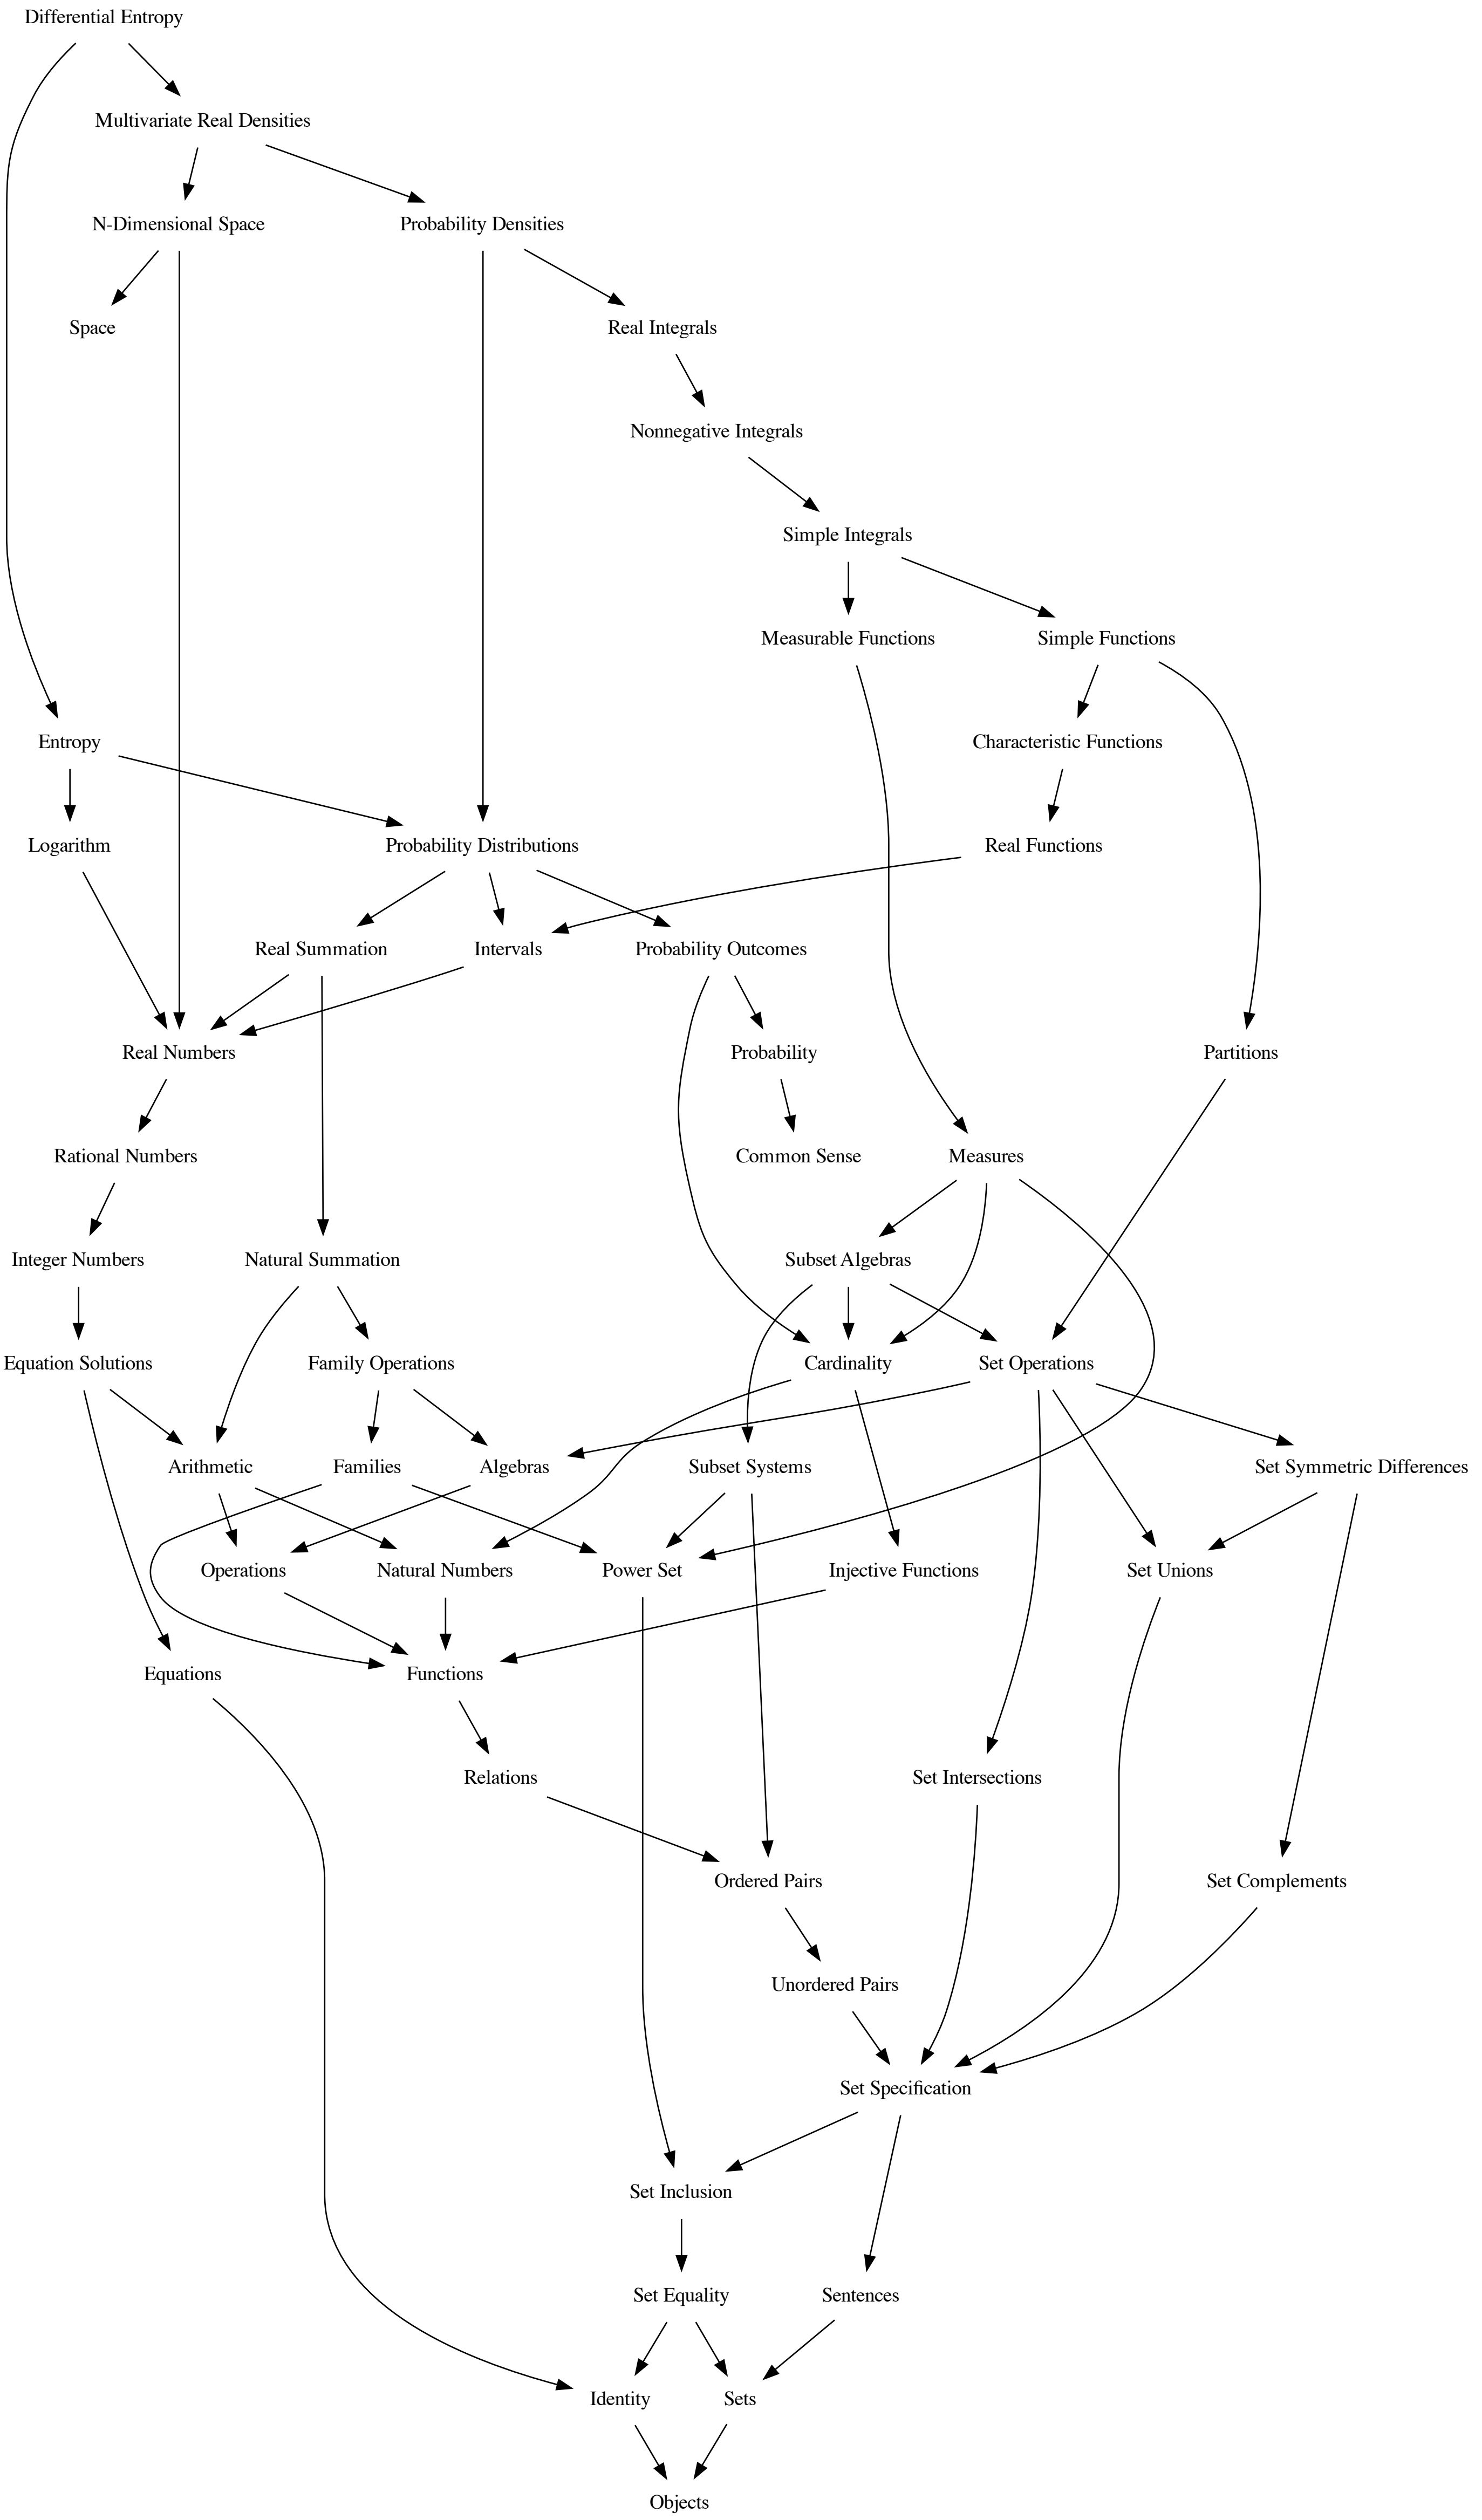 Differential Entropy
Multivariate Real Densities
N-Dimensional Space
Probability Densities
Space
Real Integrals
Nonnegative Integrals
Simple Integrals
Measurable Functions
Simple Functions
Entropy
Characteristic Functions
Logarithm
Probability Distributions
Real Functions
Real Summation
Intervals
Probability Outcomes
Real Numbers
Probability
Partitions
Rational Numbers
Common Sense
Measures
Integer Numbers
Natural Summation
Subset Algebras
Equation Solutions
Family Operations
Cardinality
Set Operations
Arithmetic
Families
Algebras
Subset Systems
Set Symmetric Differences
Operations
Natural Numbers
Power Set
Injective Functions
Set Unions
Equations
Functions
Relations
Set Intersections
Ordered Pairs
Set Complements
Unordered Pairs
Set Specification
Set Inclusion
Set Equality
Sentences
Identity
Sets
Objects